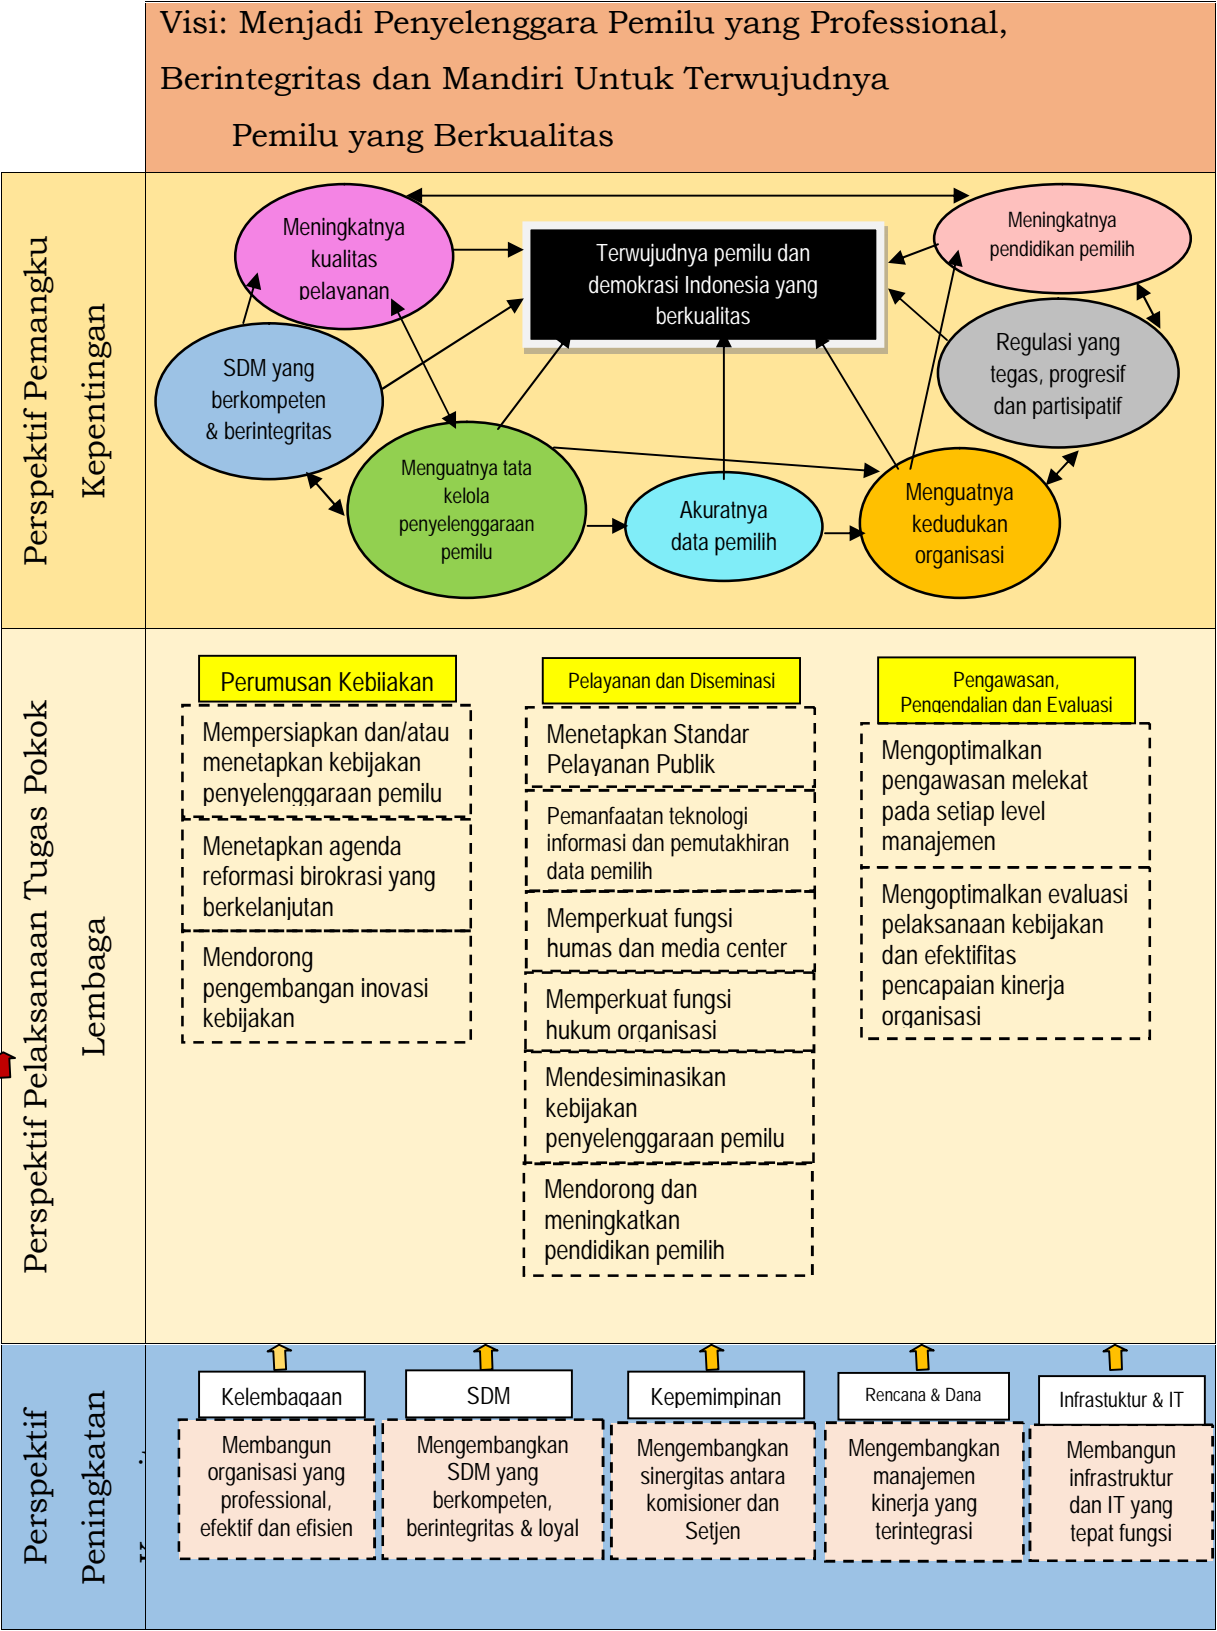 Visi: Menjadi Penyelenggara Pemilu yang Professional,
Berintegritas dan Mandiri Untuk Terwujudnya
Pemilu yang Berkualitas
Perspektif Pemangku
Kepentingan
Meningkatnya
kualitas
pelayanan
Terwujudnya pemilu dan
demokrasi Indonesia yang
berkualitas
Meningkatnya
pendidikan pemilih
SDM yang
berkompeten
& berintegritas
Regulasi yang
tegas, progresif
dan partisipatif
Menguatnya tata
kelola
penyelenggaraan
pemilu
Akuratnya
data pemilih
Menguatnya
kedudukan
organisasi
Perspektif Pelaksanaan Tugas Pokok
Lembaga
Perumusan Kebijakan
Mempersiapkan dan/atau
menetapkan kebijakan
penyelenggaraan pemilu
Menetapkan agenda
reformasi birokrasi yang
berkelanjutan
Mendorong
pengembangan inovasi
kebijakan
Pelayanan dan Diseminasi
Menetapkan Standar
Pelayanan Publik
Pemanfaatan teknologi
informasi dan pemutakhiran
data pemilih
Memperkuat fungsi
humas dan media center
Memperkuat fungsi
hukum organisasi
Mendesiminasikan
kebijakan
penyelenggaraan pemilu
Mendorong dan
meningkatkan
pendidikan pemilih
Pengawasan,
Pengendalian dan Evaluasi
Mengoptimalkan
pengawasan melekat
pada setiap level
manajemen
Mengoptimalkan evaluasi
pelaksanaan kebijakan
dan efektifitas
pencapaian kinerja
organisasi
Perspektif
Peningkatan
Kelembagaan
Membangun
organisasi yang
professional,
efektif dan efisien
SDM
Mengembangkan
SDM yang
berkompeten,
berintegritas & loyal
Kepemimpinan
Mengembangkan
sinergitas antara
komisioner dan
Setjen
Rencana & Dana
Mengembangkan
manajemen
kinerja yang
terintegrasi
Infrastuktur & IT
Membangun
infrastruktur
dan IT yang
tepat fungsi